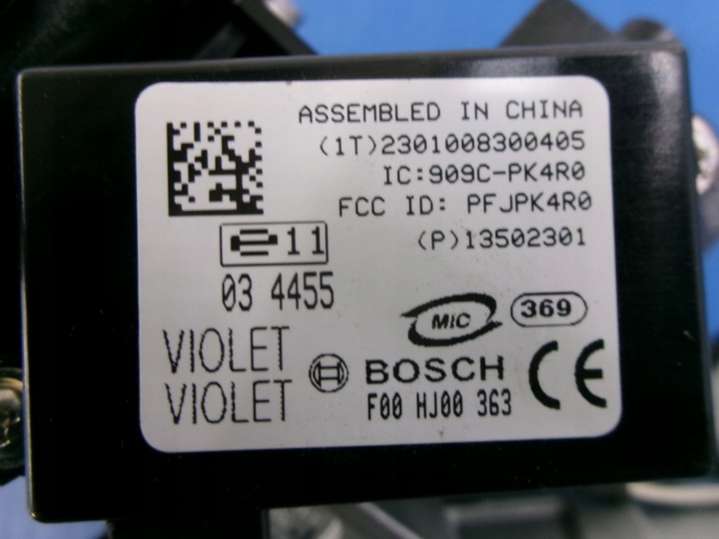 ASSEMBLED IN CHINA
(1T)2301008300405
IC:909C-PK4R0
FCC ID: PFJPK4R0
e11
(P)13502301
03 4455
MIC
369
VIOLET
VIOLET
BOSCH
CE
F00 HJ00 363